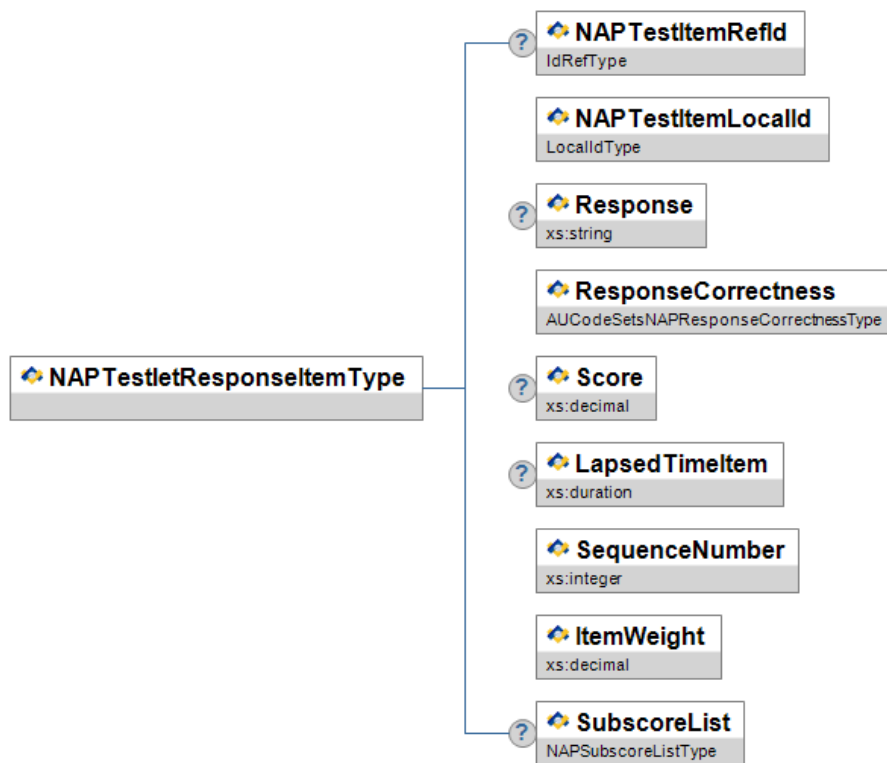 ?
NAPTestItemRefId
IdRefType
NAPTestItemLocalId
LocalIdType
?
Response
xs:string
ResponseCorrectness
AUCodeSetsNAPResponseCorrectnessType
NAPTestletResponseItemType
?
Score
xs:decimal
?
LapsedTimeItem
xs:duration
SequenceNumber
xs:integer
ItemWeight
xs:decimal
?
SubscoreList
NAPSubscoreListType